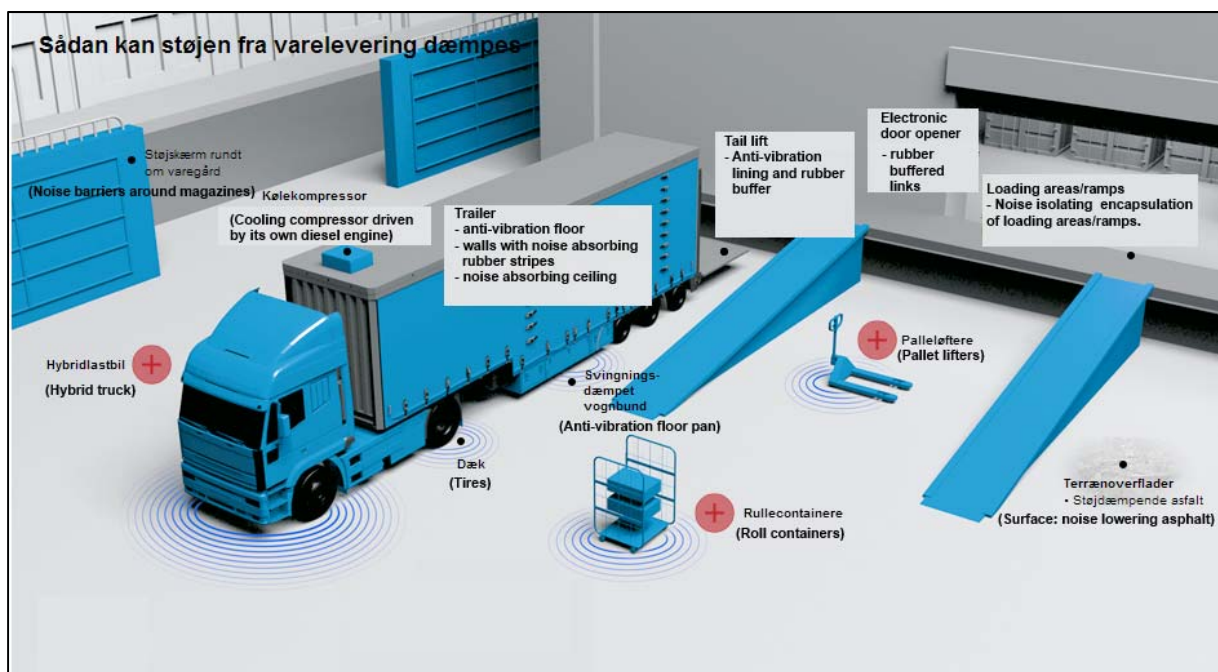 Sådan kan støjen fra varelevering dæmpes
Støjskærm rundt
om varegård
(Noise barriers around magazines)
Kølekompressor
(Cooling compressor driven
by its own diesel engine)
Trailer
- anti-vibration floor
- walls with noise absorbing
rubber stripes
- noise absorbing ceiling
Tail lift
- Anti-vibration
lining and rubber
buffer
Electronic
door opener
- rubber
buffered
links
Loading areas/ramps
- Noise isolating encapsulation
of loading areas/ramps.
Hybridlastbil
(Hybrid truck)
Svingnings-
dæmpet
vognbund
(Anti-vibration floor pan)
Palleløftere
(Pallet lifters)
Dæk
(Tires)
Rullecontainere
(Roll containers)
Terrænoverflader
• Støjdæmpende asfalt
(Surface: noise lowering asphalt)